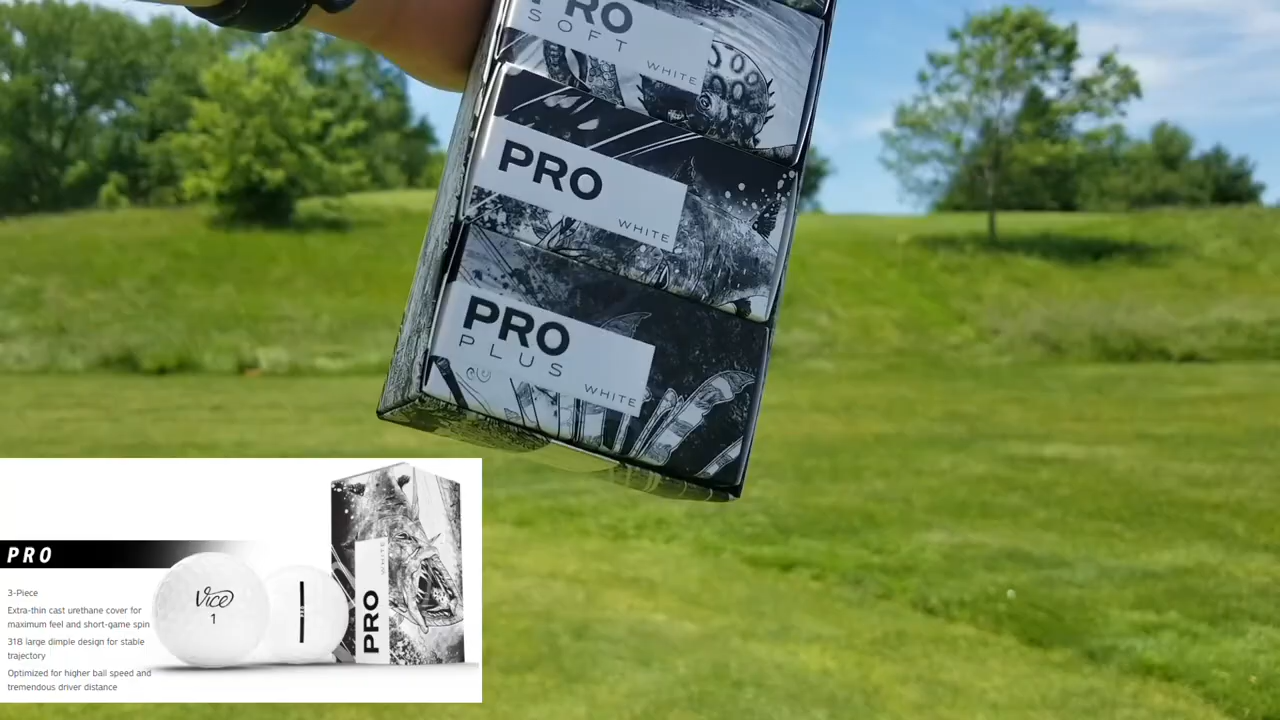 PRO
SOFT
WHITE
PRO
WHITE
PRO
PLUS
WHITE
PRO
3-Piece
Extra-thin cast urethane cover for
maximum feel and short-game spin
318 large dimple design for stable
trajectory
Optimized for higher ball speed and
tremendous driver distance
Vice
1
PRO
WHITE